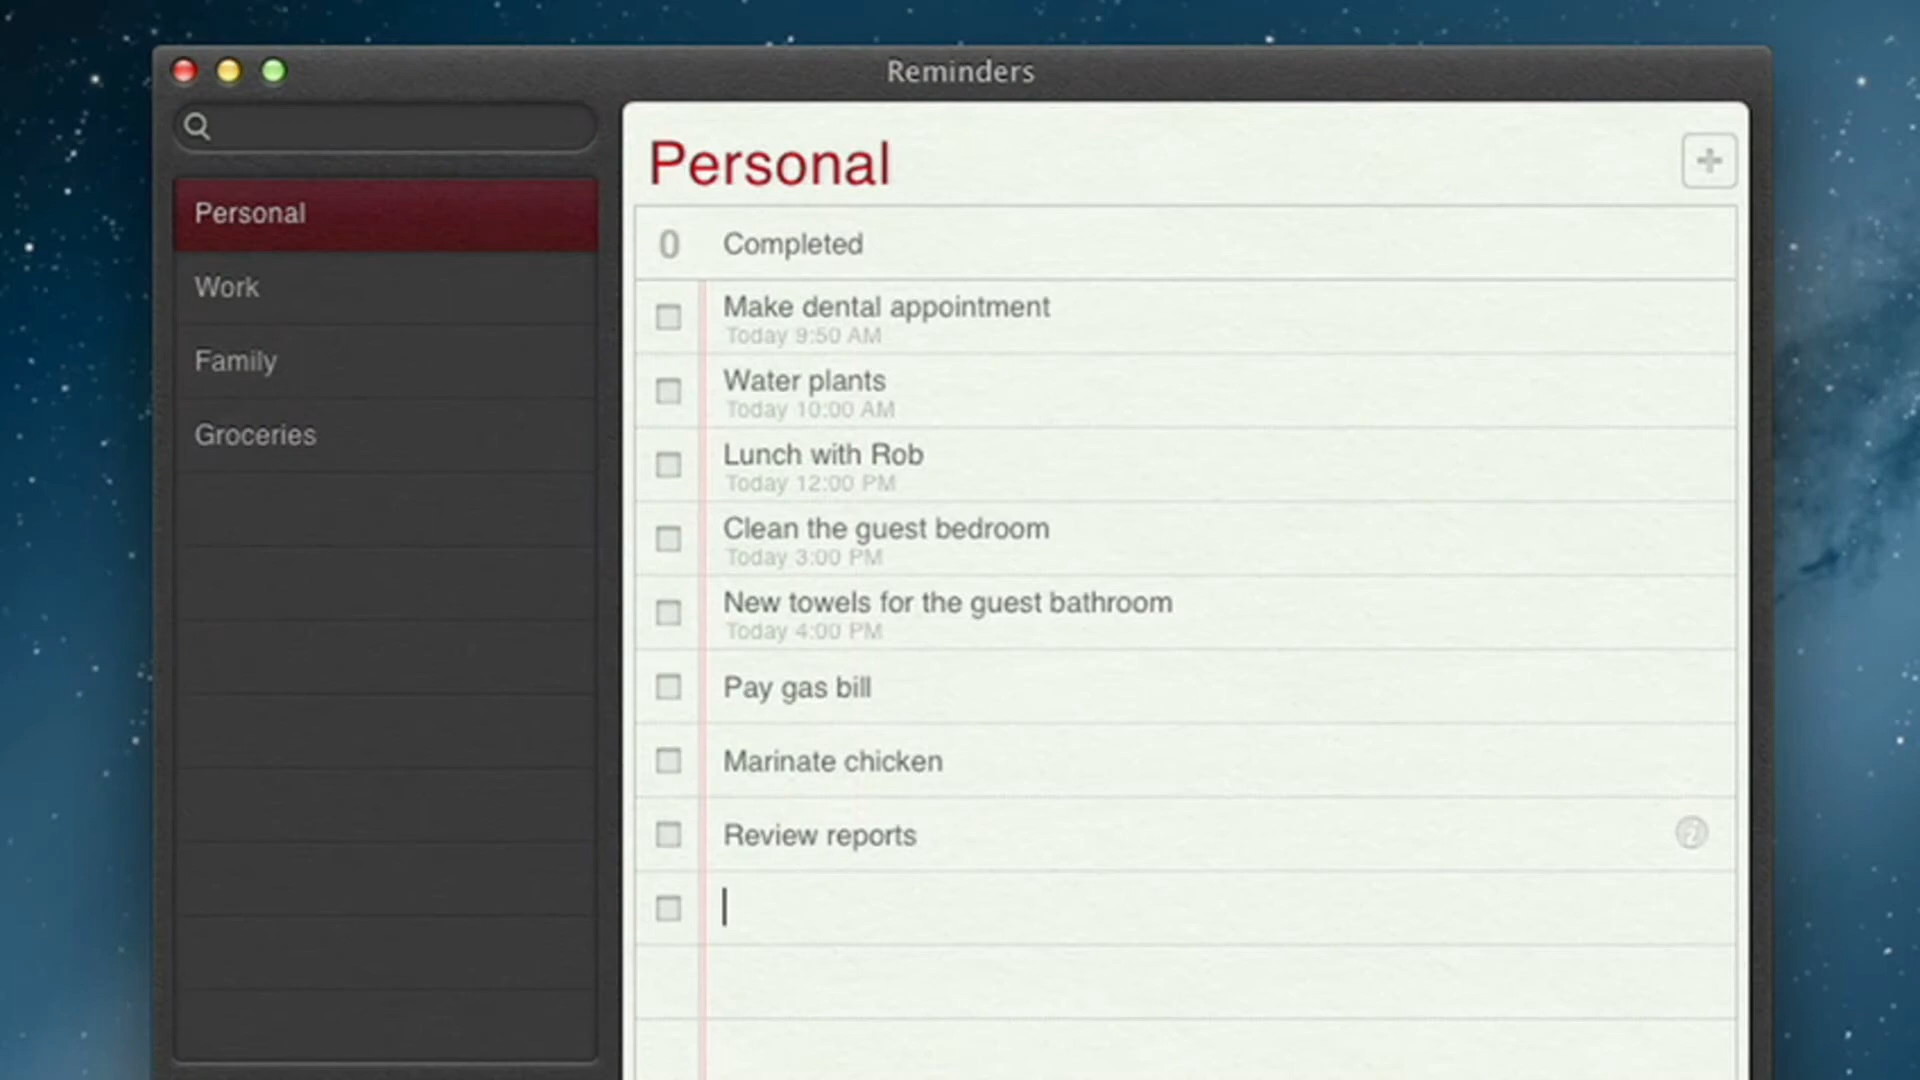 Reminders
Personal
Work
Family
Groceries
Personal
0 Completed
Make dental appointment
Today 9:50 AM
Water plants
Today 10:00 AM
Lunch with Rob
Today 12:00 PM
Clean the guest bedroom
Today 3:00 PM
New towels for the guest bathroom
Today 4:00 PM
Pay gas bill
Marinate chicken
Review reports